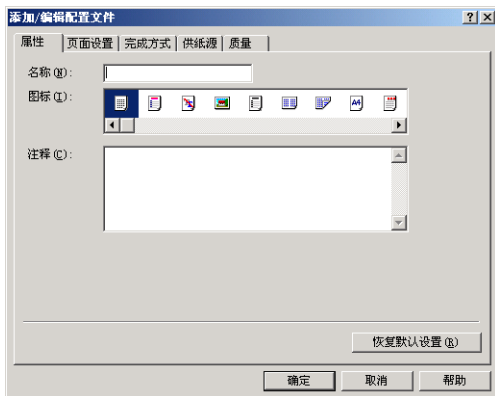 添加/编辑配置文件
属性 页面设置 完成方式 供纸源 质量
名称(N):
图标(I):
A4
注释(C):
恢复默认设置(R)
确定 取消 帮助